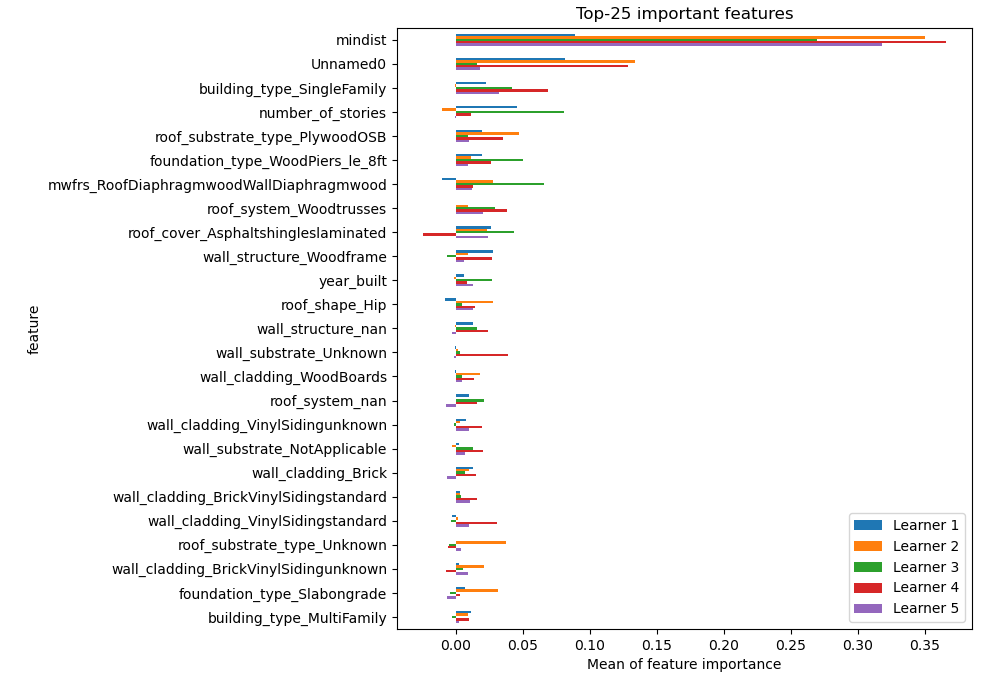 Top-25 important features
feature
mindist
Unnamed0
building_type_SingleFamily
number_of_stories
roof_substrate_type_PlywoodOSB
foundation_type_WoodPiers_le_8ft
mwfrs_RoofDiaphragmwoodWallDiaphragmwood
roof_system_Woodtrusses
roof_cover_Asphaltshingleslaminated
wall_structure_Woodframe
year_built
roof_shape_Hip
wall_structure_nan
wall_substrate_Unknown
wall_cladding_WoodBoards
roof_system_nan
wall_cladding_VinylSidingunknown
wall_substrate_NotApplicable
wall_cladding_Brick
wall_cladding_BrickVinylSidingstandard
wall_cladding_VinylSidingstandard
roof_substrate_type_Unknown
wall_cladding_BrickVinylSidingunknown
foundation_type_Slabongrade
building_type_MultiFamily
Learner 1
Learner 2
Learner 3
Learner 4
Learner 5
0.00 0.05 0.10 0.15 0.20 0.25 0.30 0.35
Mean of feature importance